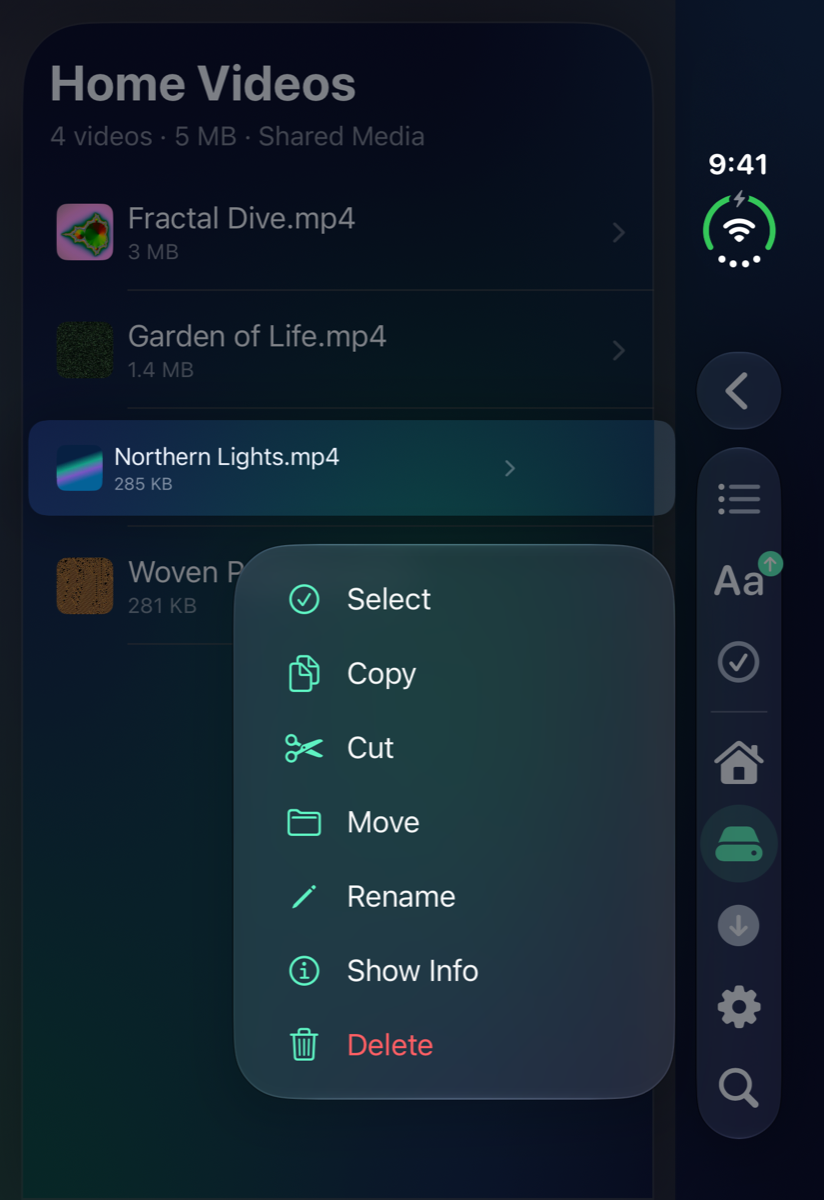 Home Videos
4 videos · 5 MB · Shared Media
9:41
Fractal Dive.mp4
3 MB
Garden of Life.mp4
1.4 MB
Northern Lights.mp4
285 KB
Aa
Woven P
281 KB
Select
Copy
Cut
Move
Rename
Show Info
Delete